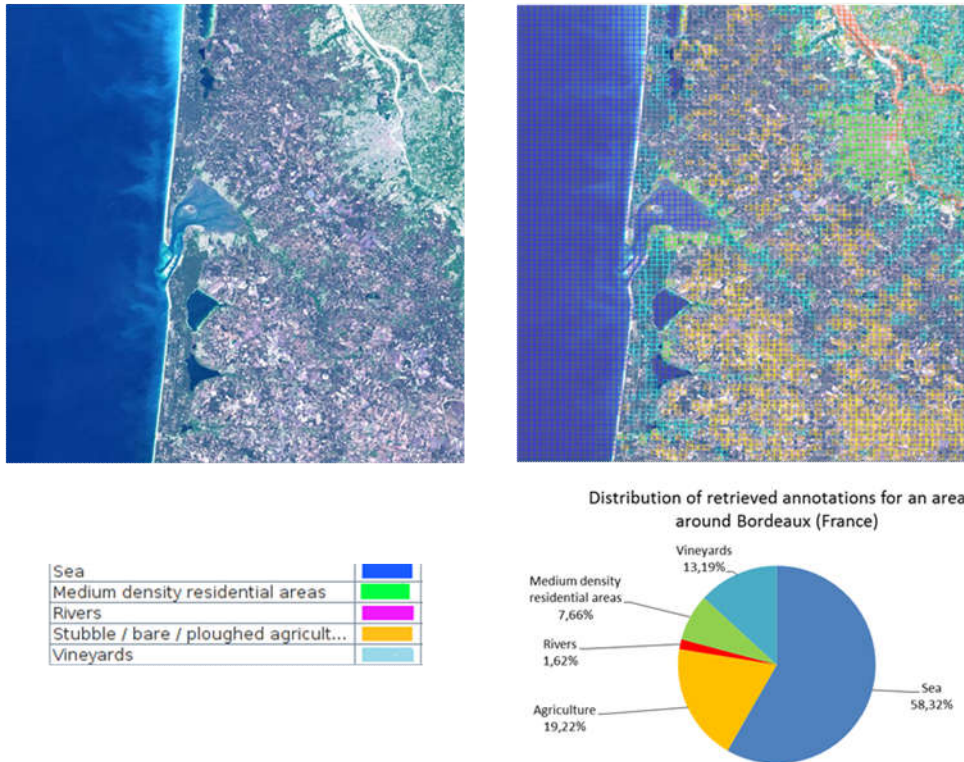 Sea
Medium density residential areas
Rivers
Stubble / bare / ploughed agricult...
Vineyards
Distribution of retrieved annotations for an area
around Bordeaux (France)
Vineyards
13,19%
Medium density
residential areas
7,66%
Rivers
1,62%
Agriculture
19,22%
Sea
58,32%